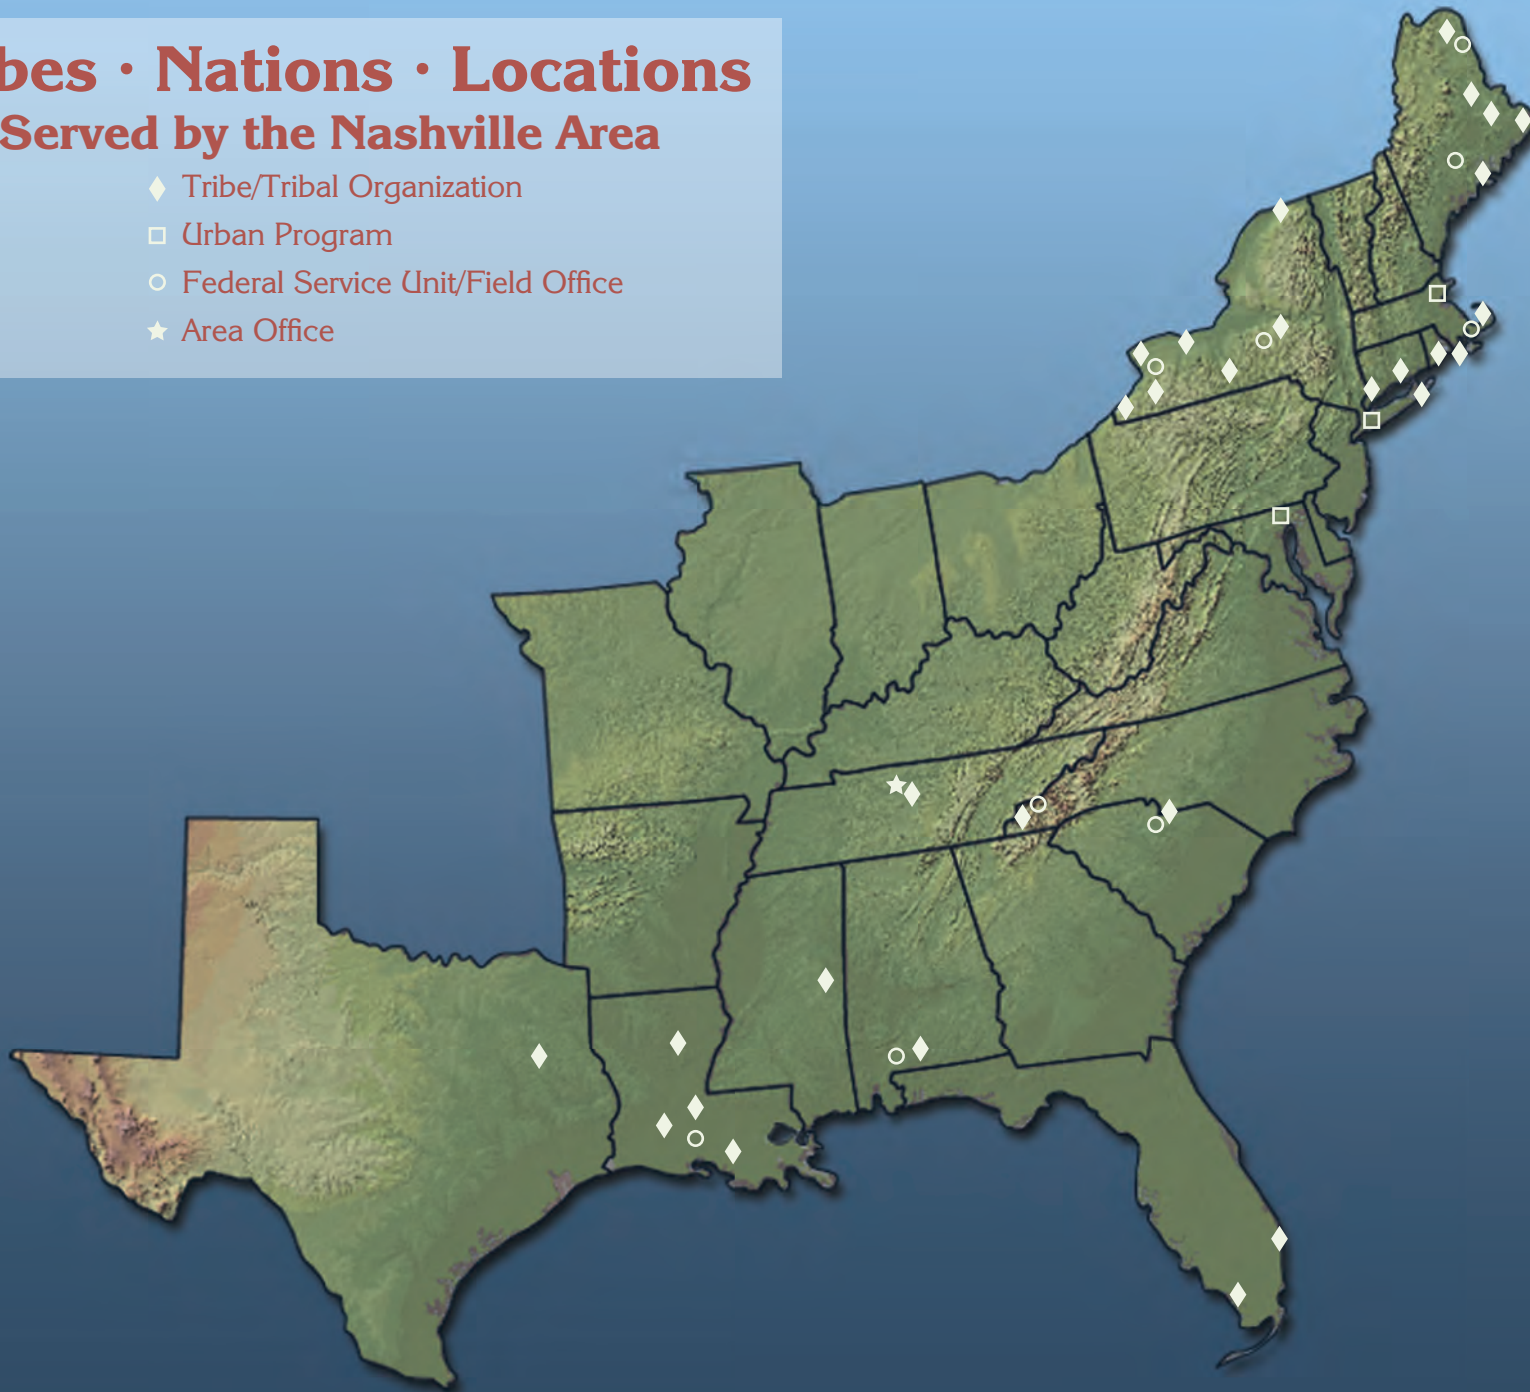 bes · Nations · Locations
Served by the Nashville Area
Tribe/Tribal Organization
Urban Program
Federal Service Unit/Field Office
Area Office